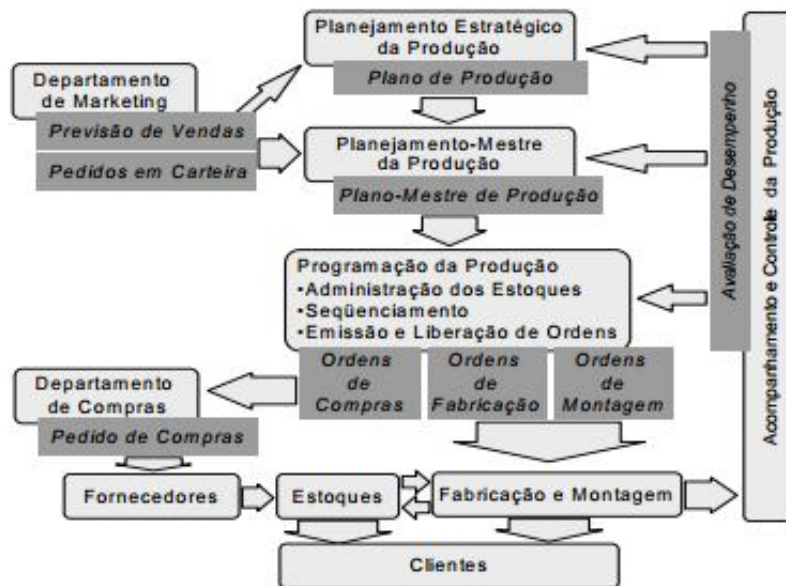 Planejamento Estratégico
da Produção
Plano de Produção
Departamento
de Marketing
Previsão de Vendas
Pedidos em Carteira
Planejamento-Mestre
da Produção
Plano-Mestre de Produção
Programação da Produção
•Administração dos Estoques
•Seqüenciamento
•Emissão e Liberação de Ordens
Ordens
de
Compras
Ordens
de
Fabricação
Ordens
de
Montagem
Departamento
de Compras
Pedido de Compras
Fornecedores
Estoques
Fabricação e Montagem
Clientes
Avaliação de Desempenho
Acompanhamento e Controle da Produção